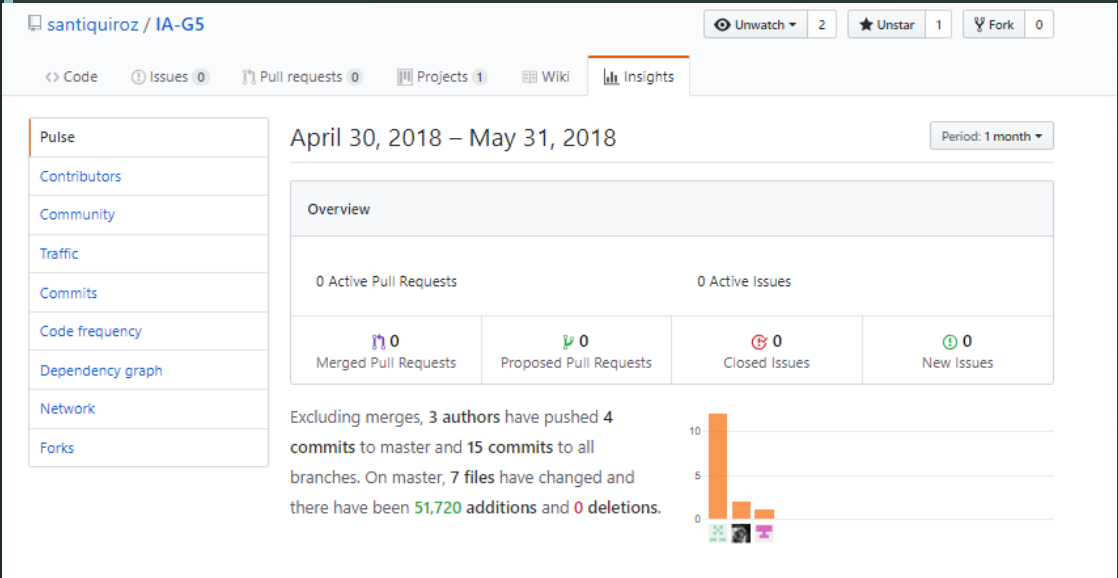 santiquiroz / IA-G5
Unwatch 2 Unstar 1 Fork 0
Code Issues 0 Pull requests 0 Projects 1 Wiki Insights
Pulse
Contributors
Community
Traffic
Commits
Code frequency
Dependency graph
Network
Forks
April 30, 2018 – May 31, 2018
Period: 1 month
Overview
0 Active Pull Requests
0 Active Issues
0
Merged Pull Requests
0
Proposed Pull Requests
0
Closed Issues
0
New Issues
Excluding merges, 3 authors have pushed 4
commits to master and 15 commits to all
branches. On master, 7 files have changed and
there have been 51,720 additions and 0 deletions.
10
5
0